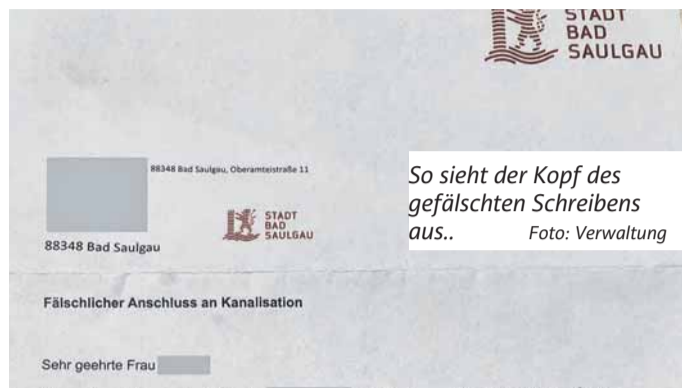 STADT
BAD
SAULGAU
88348 Bad Saulgau, Oberamteistraße 11
STADT
BAD
SAULGAU
88348 Bad Saulgau
So sieht der Kopf des
gefälschten Schreibens
aus.. Foto: Verwaltung
Fälschlicher Anschluss an Kanalisation
Sehr geehrte Frau